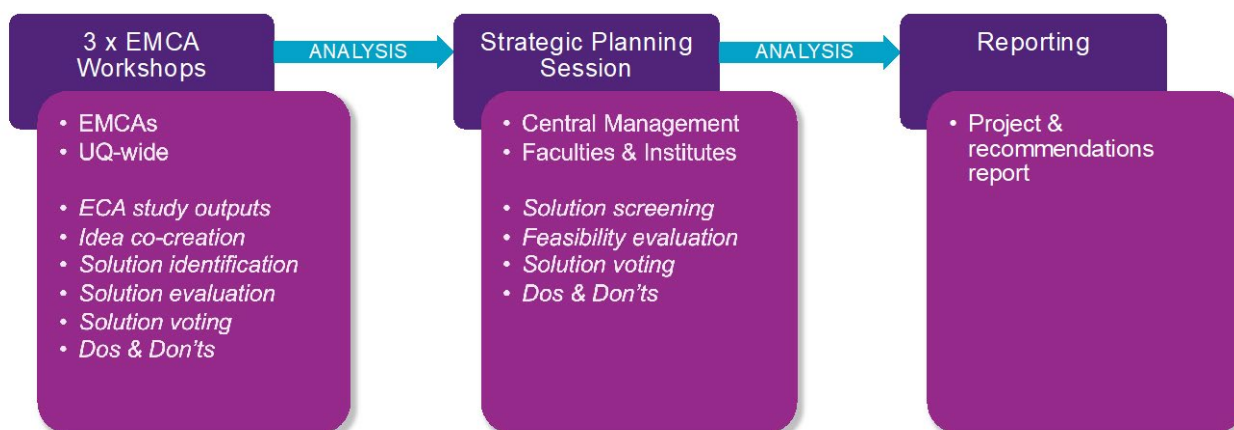 3 x EMCA
Workshops
ANALYSIS
Strategic Planning
Session
ANALYSIS
Reporting
• EMCAs
• UQ-wide
• ECA study outputs
• Idea co-creation
• Solution identification
• Solution evaluation
• Solution voting
• Dos & Don'ts
• Central Management
• Faculties & Institutes
• Solution screening
• Feasibility evaluation
• Solution voting
• Dos & Don'ts
• Project &
recommendations
report